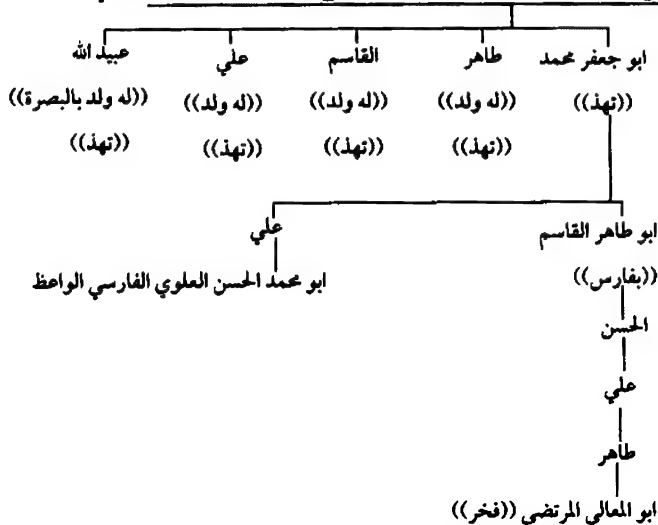 ابو جعفر محمد طاهر القاسم علي عبيد الله
((تهذ)) ((له ولد)) ((له ولد)) ((له ولد)) ((له ولد بالبصرة))
((تهذ)) ((تهذ)) ((تهذ)) ((تهذ))
ابو طاهر القاسم علي
((بفارس)) ابو محمد الحسن العلوي الفارسي الواعظ
الحسن
علي
طاهر
ابو المعالي المرتضى ((فخر))